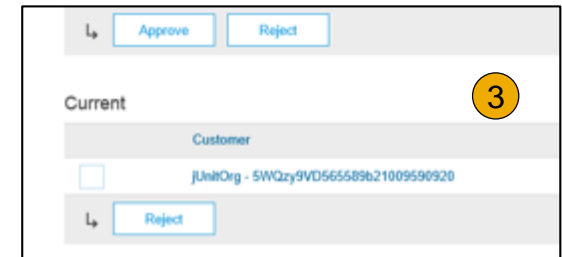 Approve Reject
Current
3
Customer
jUnitOrg - 5WQzy9VD565589b21009590920
Reject